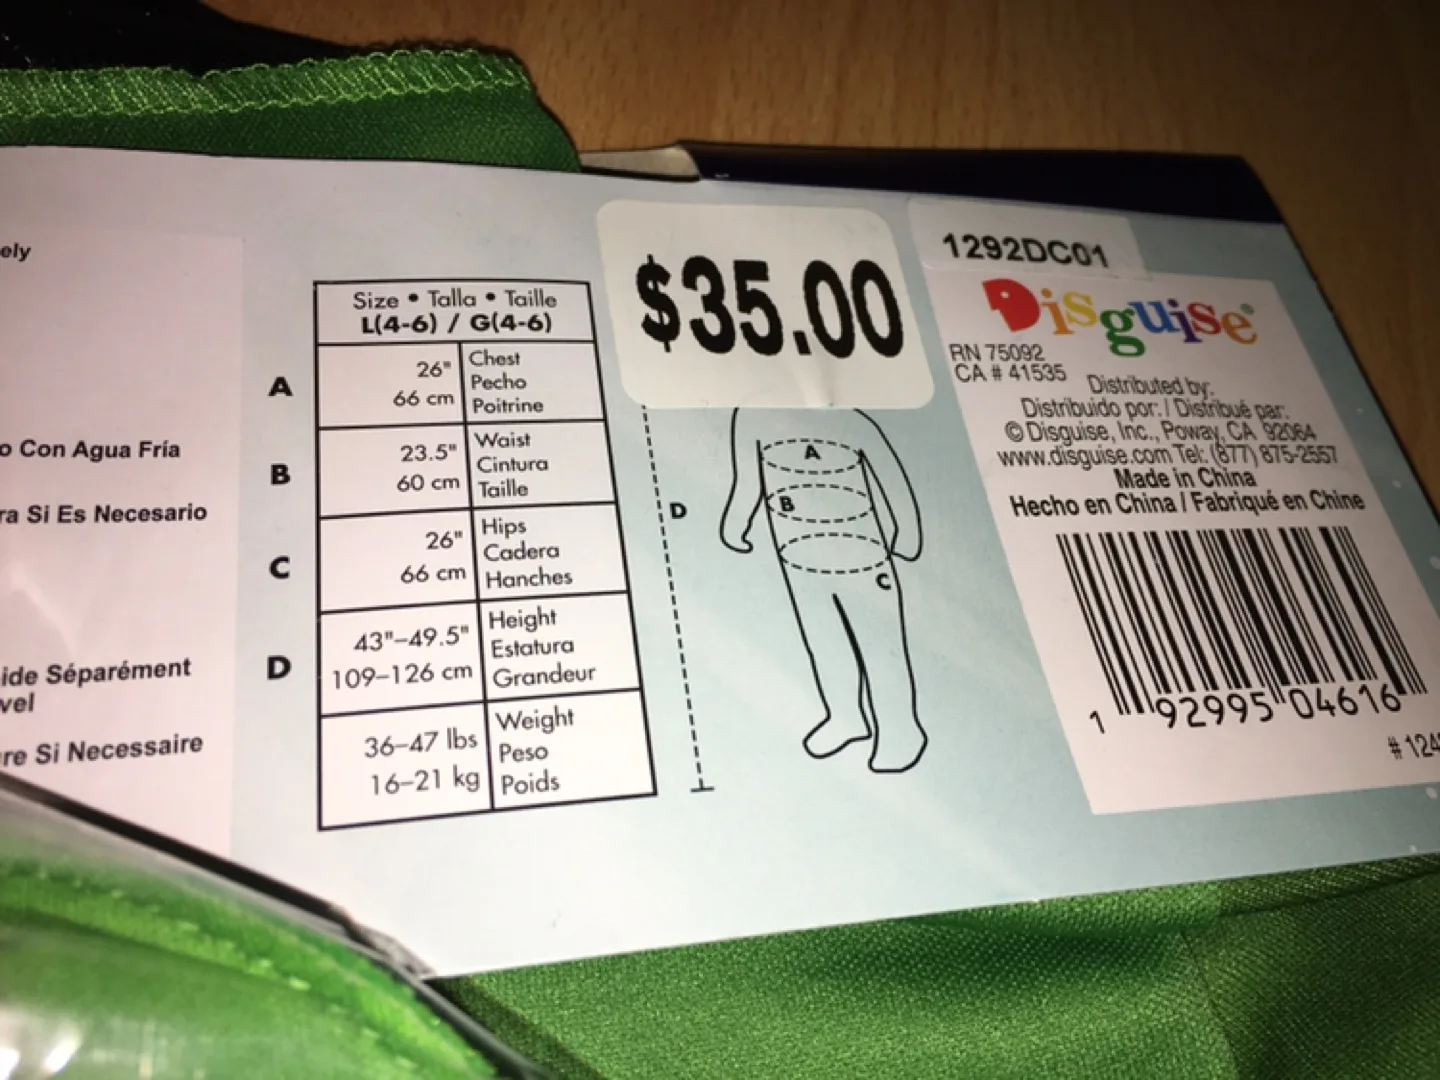 ely
o Con Agua Fría
ra Si Es Necesario
ide Séparément
vel
re Si Necessaire
Size • Talla • Taille
L(4-6) / G(4-6)
A
26"
66 cm
Chest
Pecho
Poitrine
B
23.5"
60 cm
Waist
Cintura
Taille
C
26"
66 cm
Hips
Cadera
Hanches
D
43"–49.5"
109–126 cm
Height
Estatura
Grandeur
36–47 lbs
16–21 kg
Weight
Peso
Poids
$35.00
A
B
C
D
1292DC01
Disguise®
RN 75092
CA # 41535
Distributed by:
Distribuido por: / Distribué par:
© Disguise, Inc., Poway, CA 92064
www.disguise.com Tel: (877) 875-2557
Made in China
Hecho en China / Fabriqué en Chine
1 92995 04616
# 124